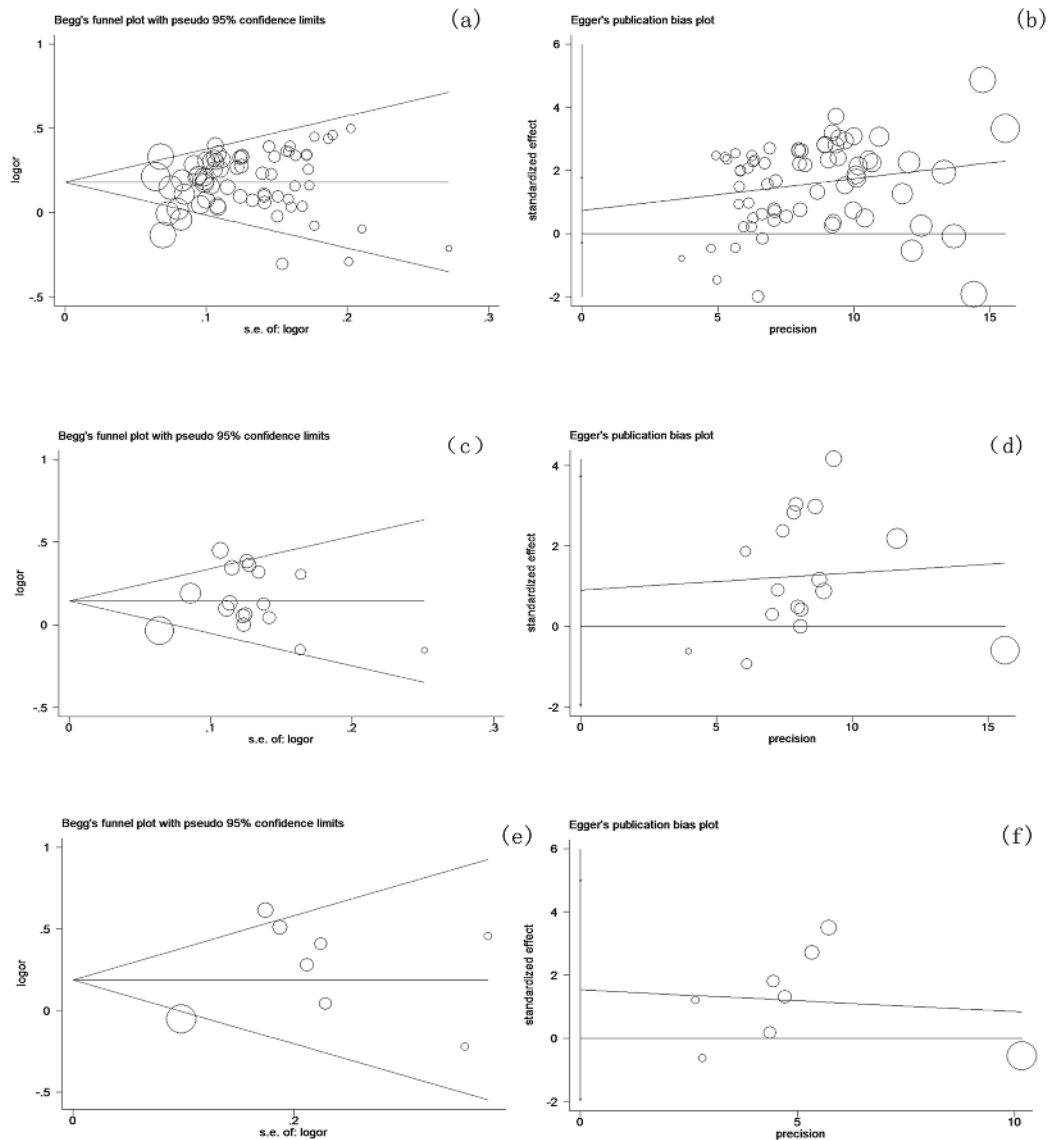 Begg's funnel plot with pseudo 95% confidence limits
(a)
1
.5
0
-.5
logor
0
.1
.2
.3
s.e. of: logor
Egger's publication bias plot
(b)
6
4
2
0
-2
standardized effect
0
5
10
15
precision
Begg's funnel plot with pseudo 95% confidence limits
(c)
1
.5
0
-.5
logor
0
.1
.2
.3
s.e. of: logor
Egger's publication bias plot
(d)
4
2
0
-2
standardized effect
0
5
10
15
precision
Begg's funnel plot with pseudo 95% confidence limits
(e)
1
.5
0
-.5
logor
0
.2
s.e. of: logor
Egger's publication bias plot
(f)
6
4
2
0
-2
standardized effect
0
5
10
precision